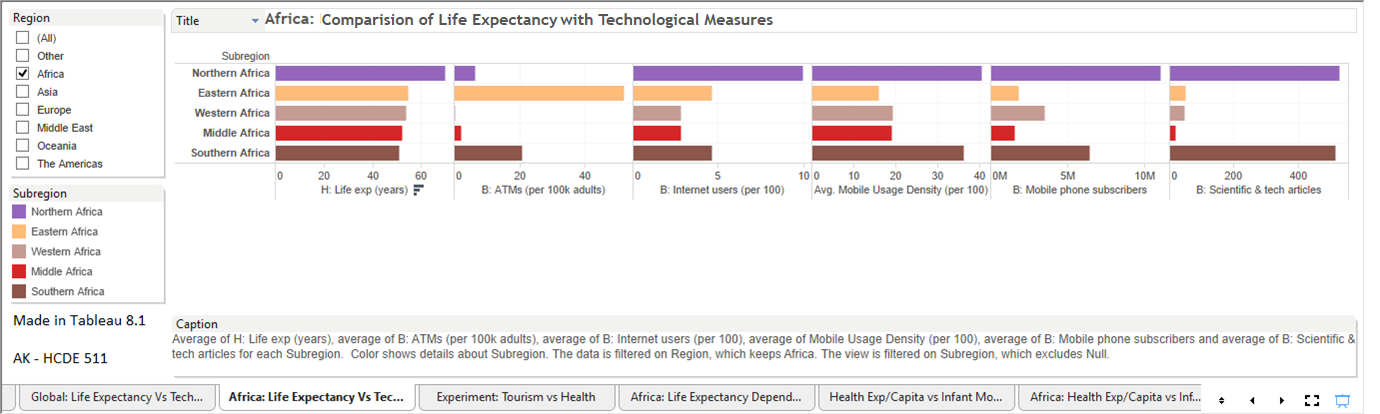 Region
(All)
Other
Africa
Asia
Europe
Middle East
Oceania
The Americas
Subregion
Northern Africa
Eastern Africa
Western Africa
Middle Africa
Southern Africa
Made in Tableau 8.1
AK - HCDE 511
Title
Africa: Comparision of Life Expectancy with Technological Measures
Subregion
Northern Africa
Eastern Africa
Western Africa
Middle Africa
Southern Africa
0 20 40 60 0 20 40 0 5 10 0 10 20 30 40 0M 5M 10M 0 200 400
H: Life exp (years) B: ATMs (per 100k adults) B: Internet users (per 100) Avg. Mobile Usage Density (per 100) B: Mobile phone subscribers B: Scientific & tech articles
Caption
Average of H: Life exp (years), average of B: ATMs (per 100k adults), average of B: Internet users (per 100), average of Mobile Usage Density (per 100), average of B: Mobile phone subscribers and average of B: Scientific &
tech articles for each Subregion. Color shows details about Subregion. The data is filtered on Region, which keeps Africa. The view is filtered on Subregion, which excludes Null.
Global: Life Expectancy Vs Tech... Africa: Life Expectancy Vs Tec... Experiment: Tourism vs Health Africa: Life Expectancy Depend... Health Exp/Capita vs Infant Mo... Africa: Health Exp/Capita vs Inf...